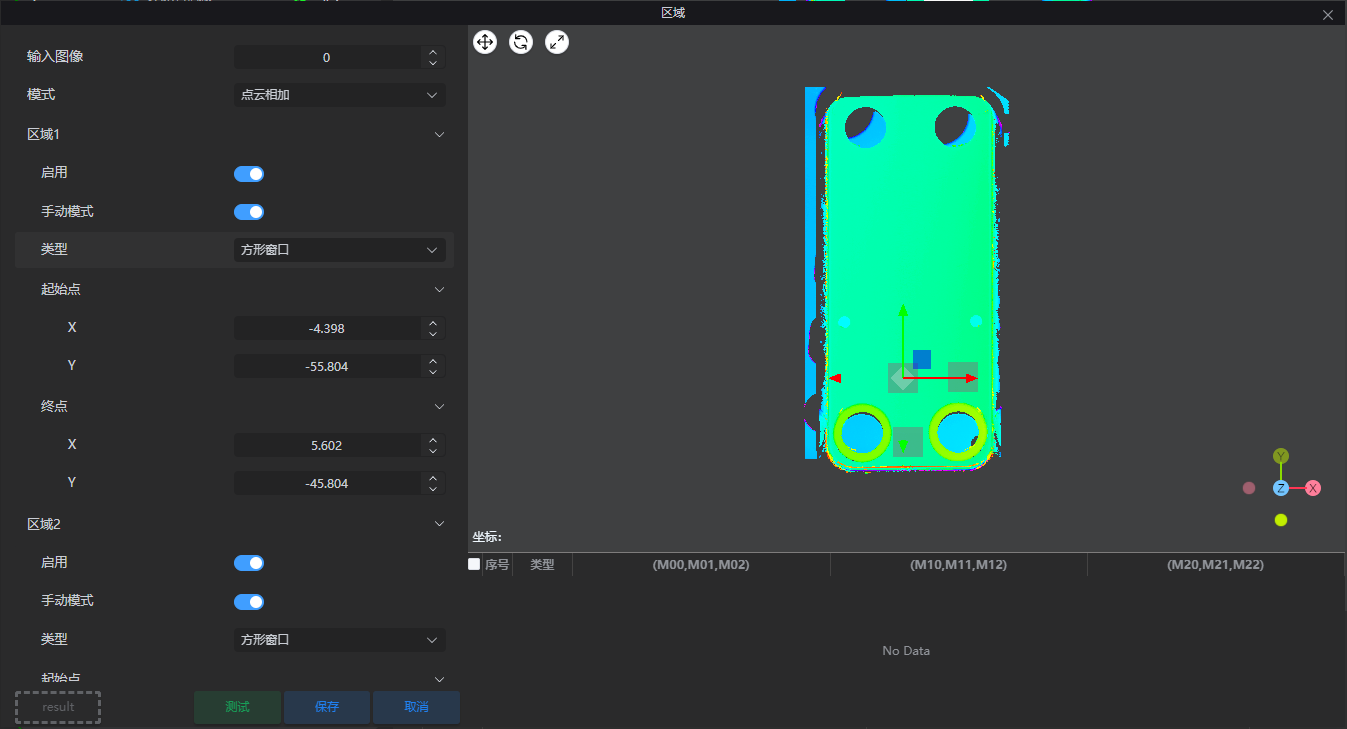 区域
输入图像 0
模式 点云相加
区域1
启用
手动模式
类型 方形窗口
起始点
X -4.398
Y -55.804
终点
X 5.602
Y -45.804
区域2
启用
手动模式
类型 方形窗口
起始点
result 测试 保存 取消
Y
Z X
坐标:
序号 类型 (M00,M01,M02) (M10,M11,M12) (M20,M21,M22)
No Data